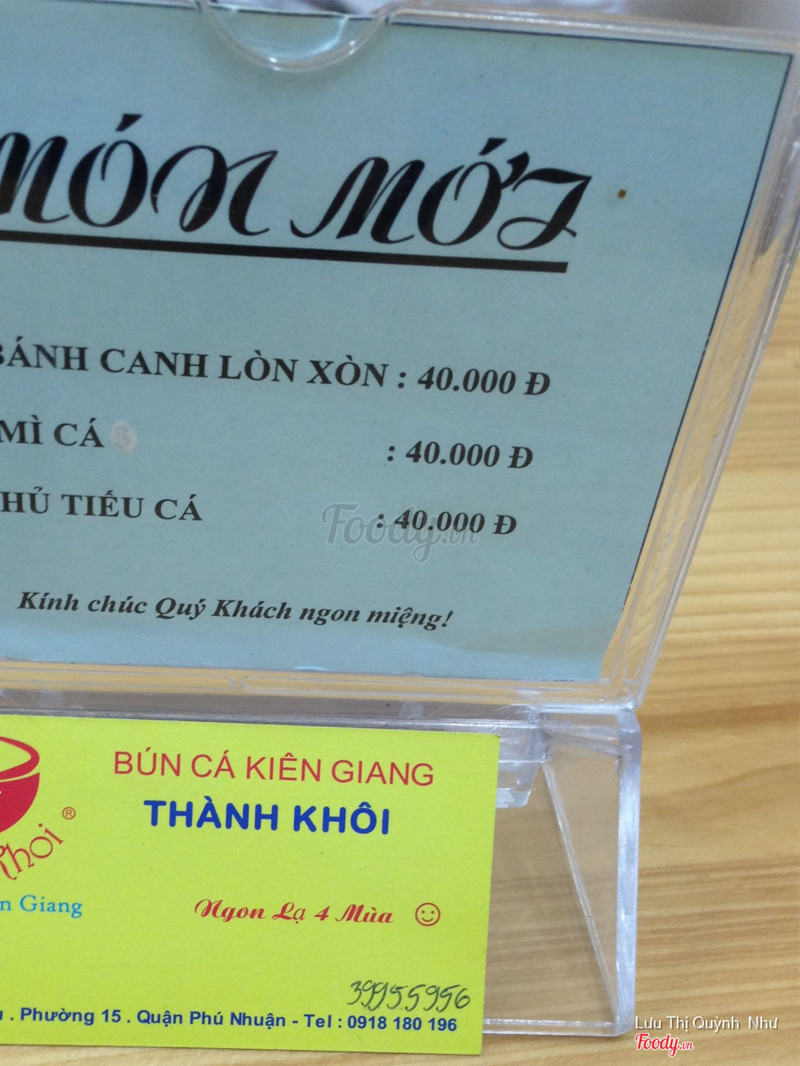 MÓN MỚI
BÁNH CANH LÒN XÒN : 40.000 Đ
MÌ CÁ : 40.000 Đ
HỦ TIẾU CÁ : 40.000 Đ
Kính chúc Quý Khách ngon miệng!
Foody.vn
BÚN CÁ KIÊN GIANG
THÀNH KHÔI
®
Giang
Ngon Lạ 4 Mùa ☺
39955956
. Phường 15 . Quận Phú Nhuận - Tel : 0918 180 196
Lưu Thị Quỳnh Như
Foody.vn